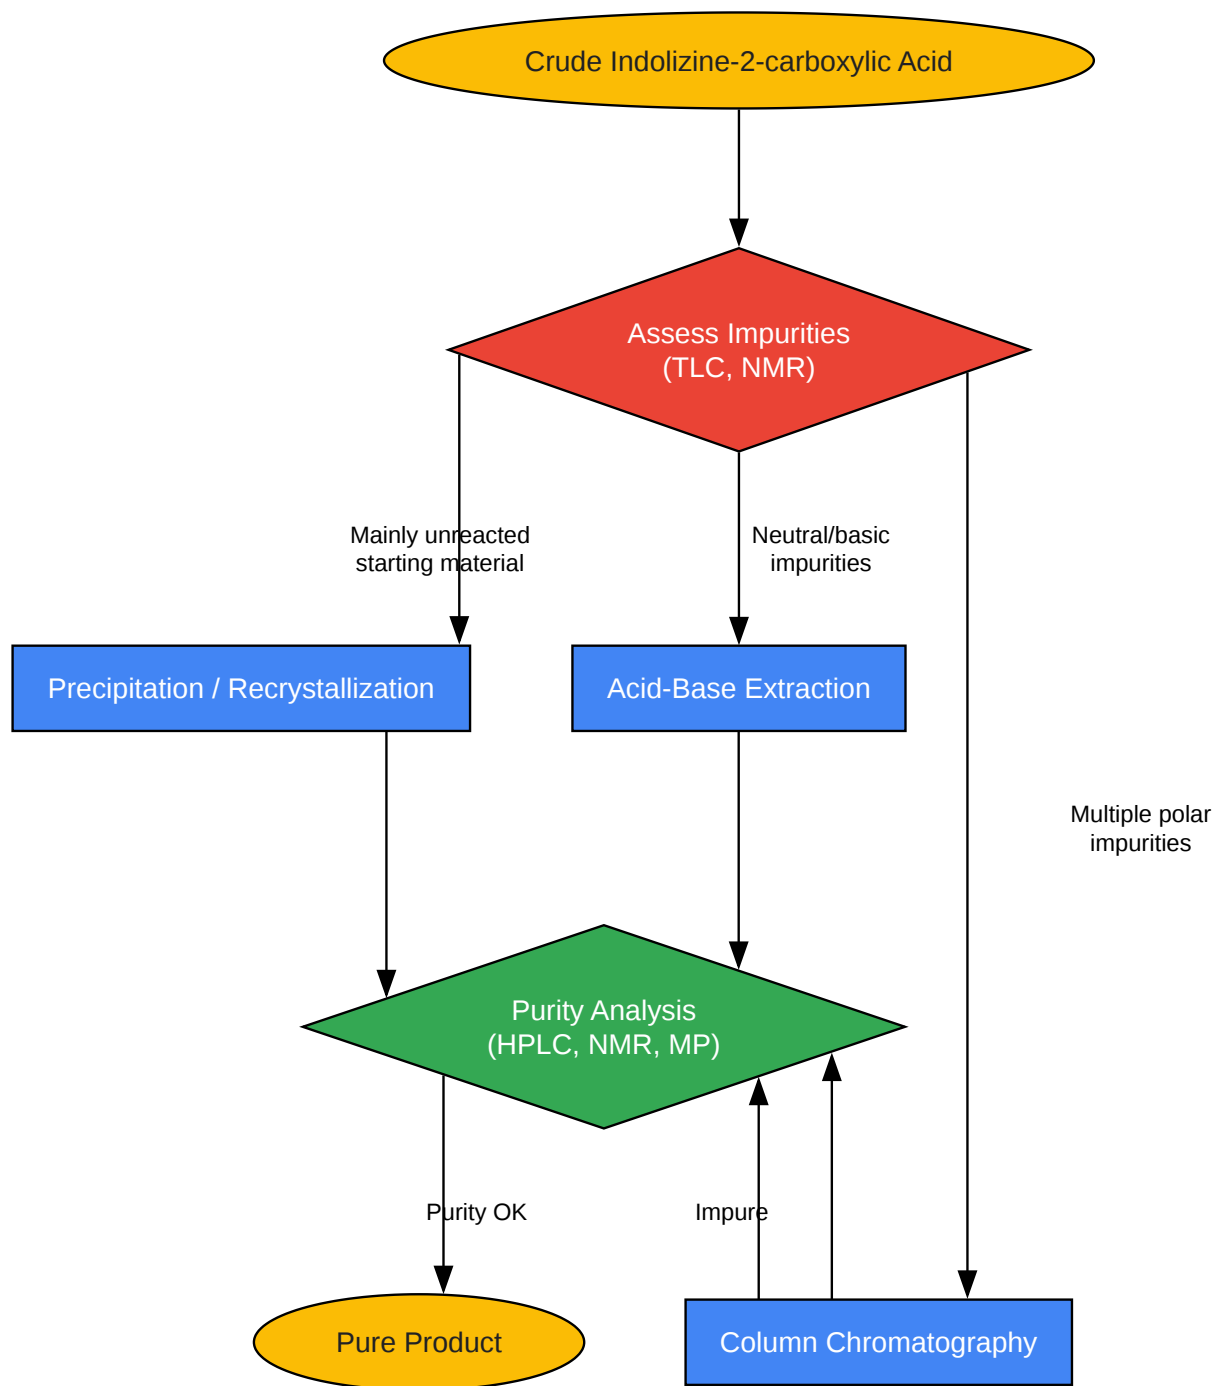 Crude Indolizine-2-carboxylic Acid
Assess Impurities
(TLC, NMR)
Mainly unreacted
starting material
Neutral/basic
impurities
Precipitation / Recrystallization
Acid-Base Extraction
Multiple polar
impurities
Purity Analysis
(HPLC, NMR, MP)
Purity OK
Impure
Pure Product
Column Chromatography